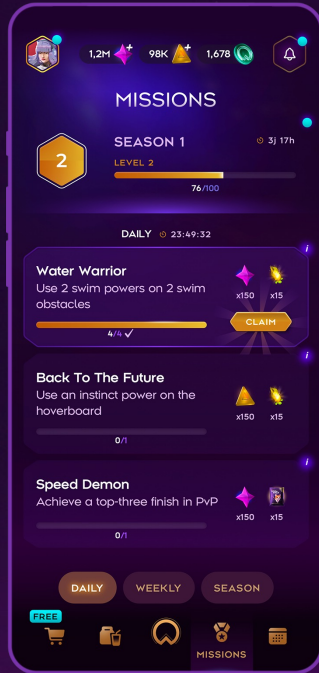 1,2M
98K
1,678
MISSIONS
SEASON 1
3j 17h
2
LEVEL 2
76/100
DAILY 23:49:32
i
Water Warrior
Use 2 swim powers on 2 swim
obstacles
x150 x15
4/4
CLAIM
i
Back To The Future
Use an instinct power on the
hoverboard
x150 x15
0/1
i
Speed Demon
Achieve a top-three finish in PvP
x150 x15
0/1
DAILY WEEKLY SEASON
FREE
MISSIONS